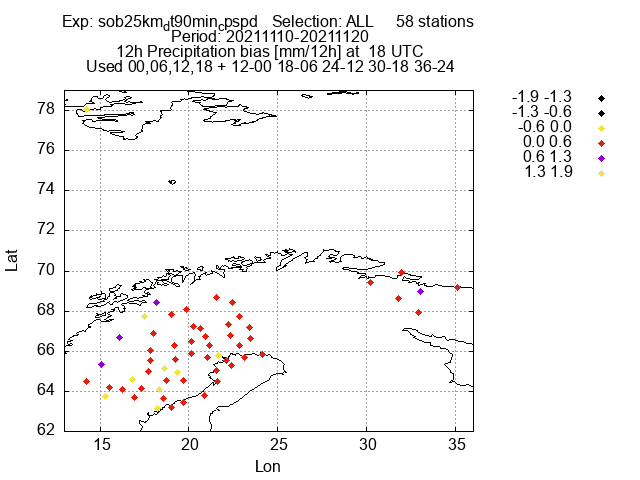 Exp: sob25km_dt90min_cpspd Selection: ALL 58 stations
Period: 20211110-20211120
12h Precipitation bias [mm/12h] at 18 UTC
Used 00,06,12,18 + 12-00 18-06 24-12 30-18 36-24
-1.9 -1.3
-1.3 -0.6
-0.6 0.0
0.0 0.6
0.6 1.3
1.3 1.9
78
76
74
72
70
68
66
64
62
Lat
15 20 25 30 35
Lon